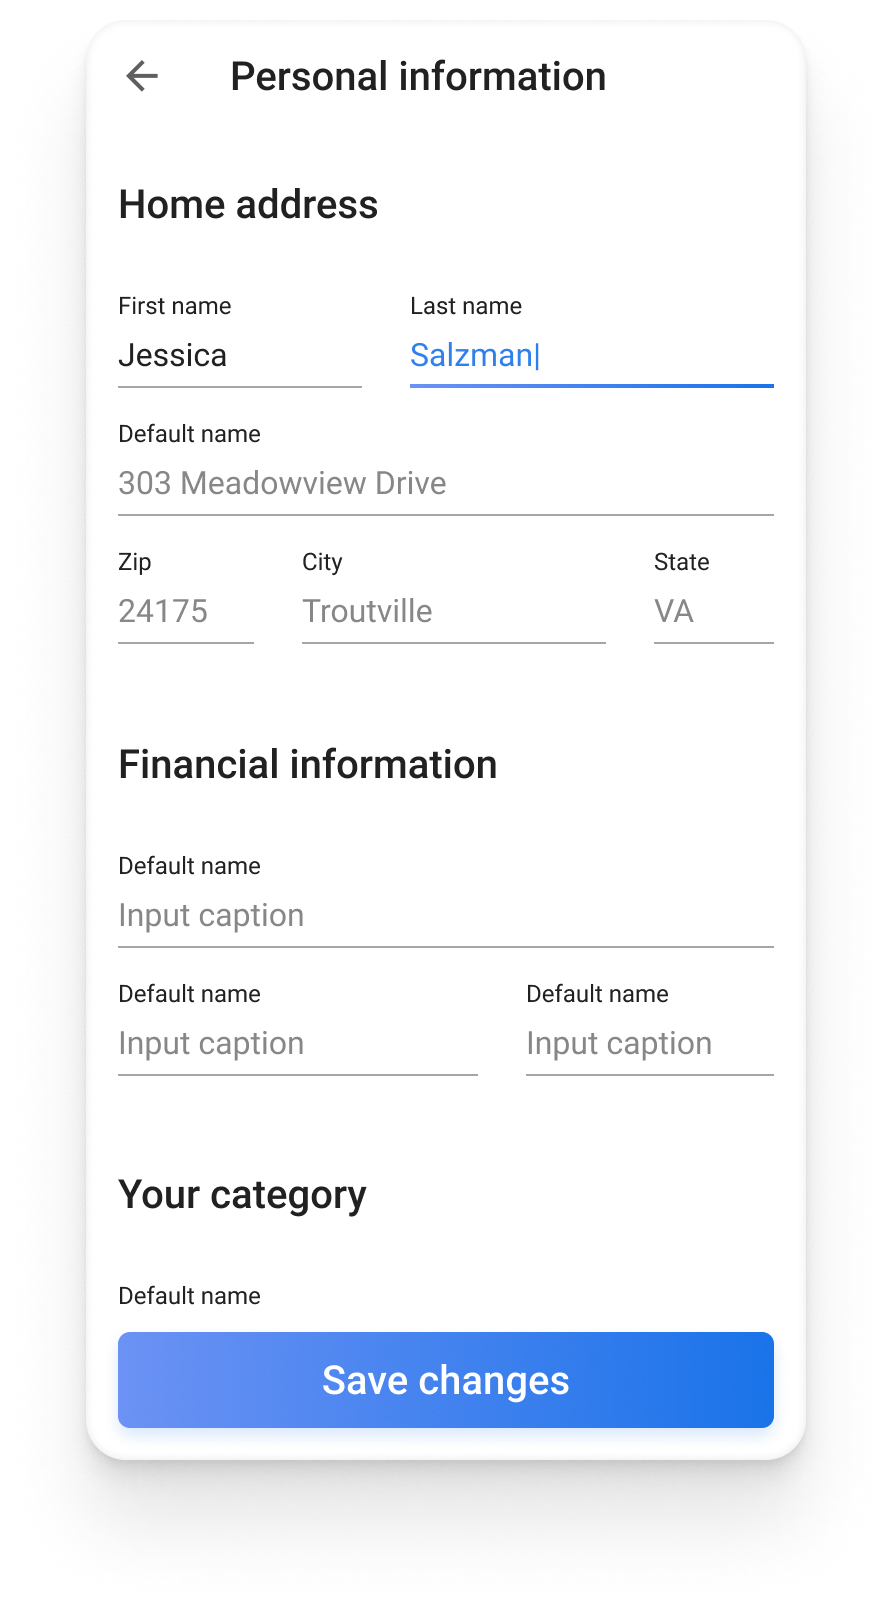 Personal information
Home address
First name Last name
Jessica Salzman
Default name
303 Meadowview Drive
Zip City State
24175 Troutville VA
Financial information
Default name
Input caption
Default name Default name
Input caption Input caption
Your category
Default name
Save changes